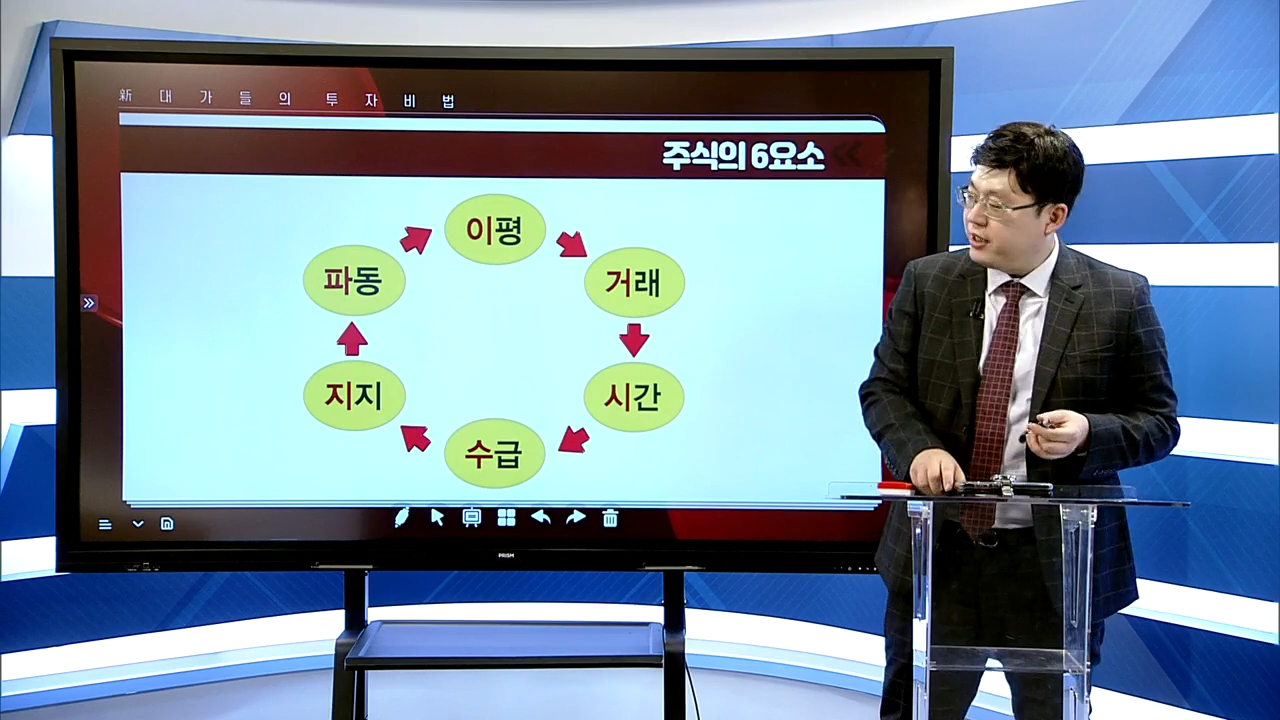 新 대 가 들 의 투 자 비 법
주식의 6요소
이평
파동
거래
지지
시간
수급
PRISM